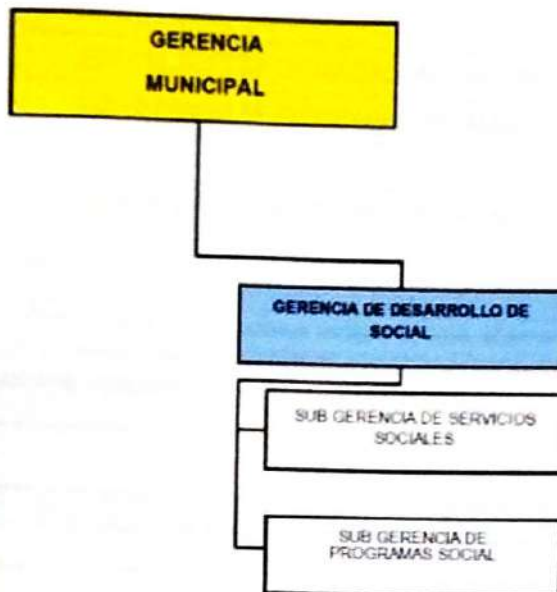 GERENCIA
MUNICIPAL
GERENCIA DE DESARROLLO DE
SOCIAL
SUB GERENCIA DE SERVICIOS
SOCIALES
SUB GERENCIA DE
PROGRAMAS SOCIAL